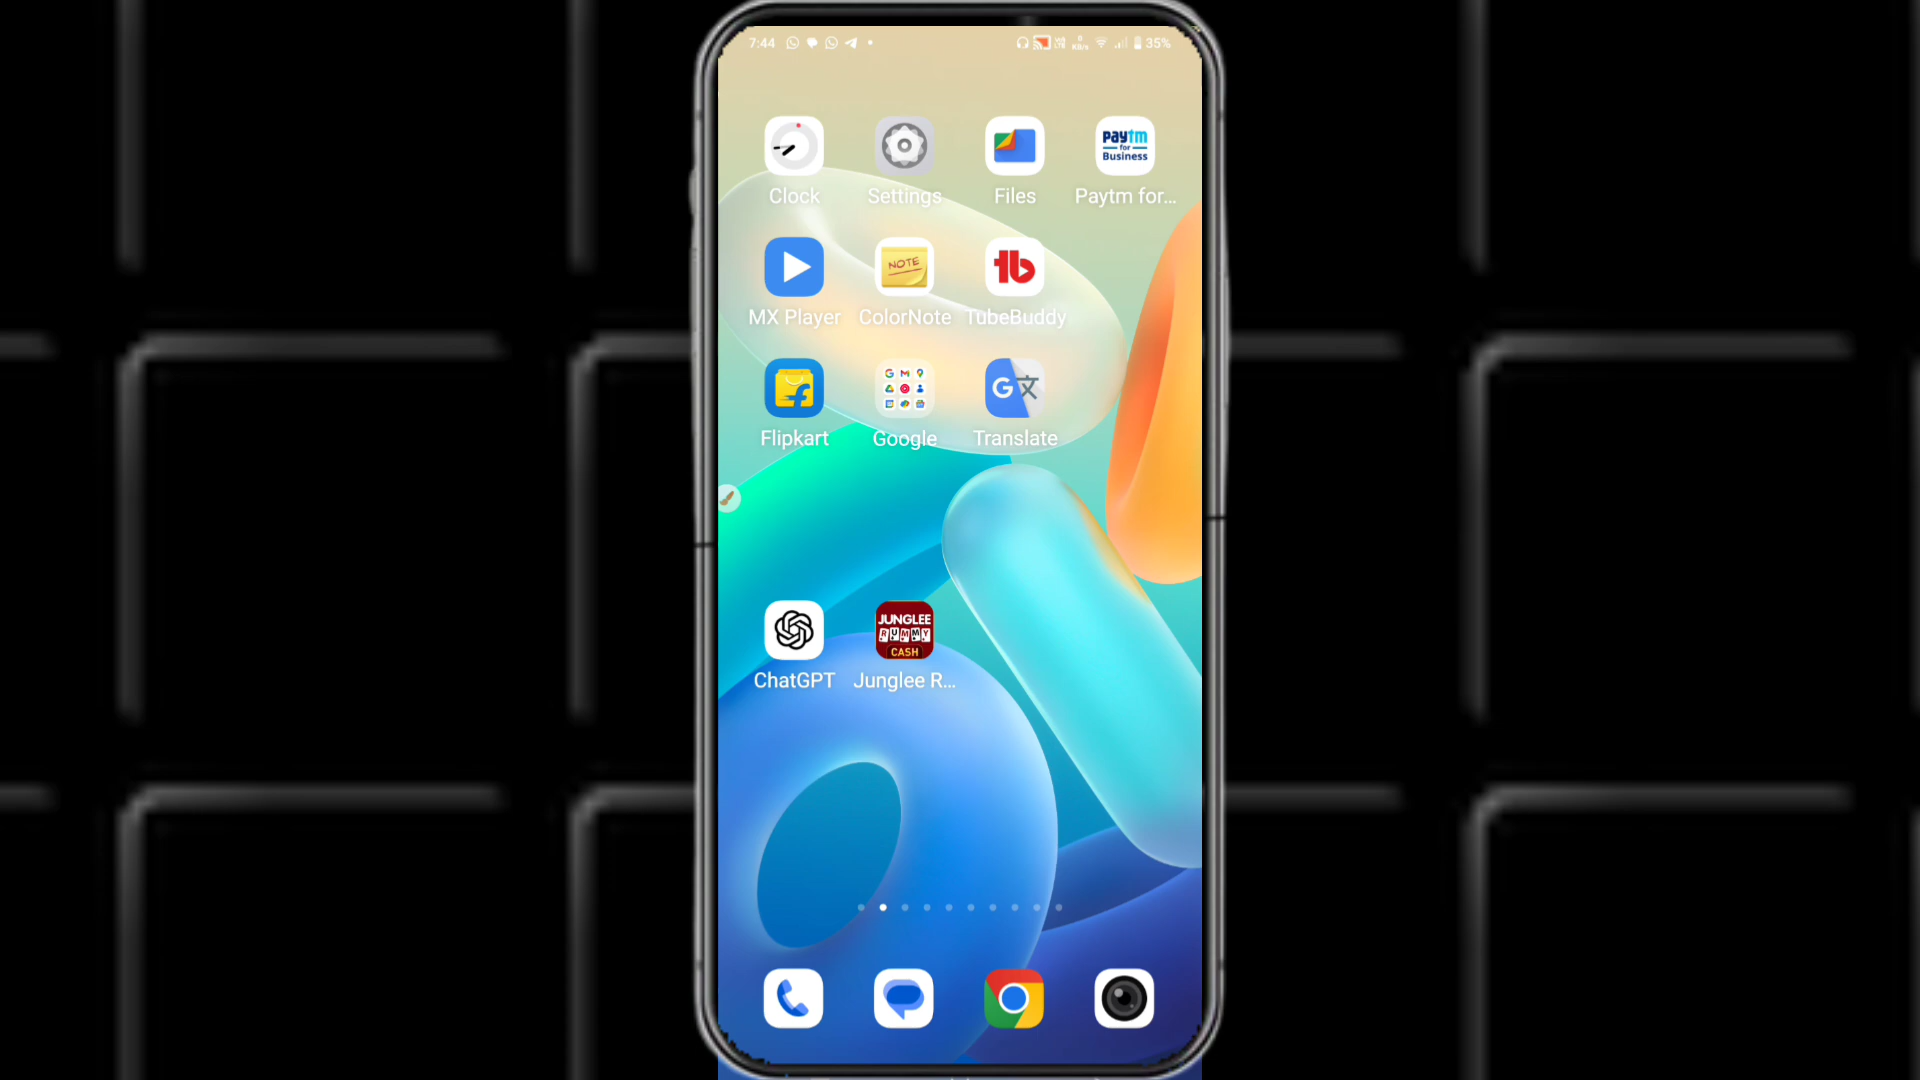 7:44 35%
paytm
for
Business
Clock Settings Files Paytm for...
NOTE
MX Player ColorNote TubeBuddy
Flipkart Google Translate
JUNGLEE
RUMMY
CASH
ChatGPT Junglee R...